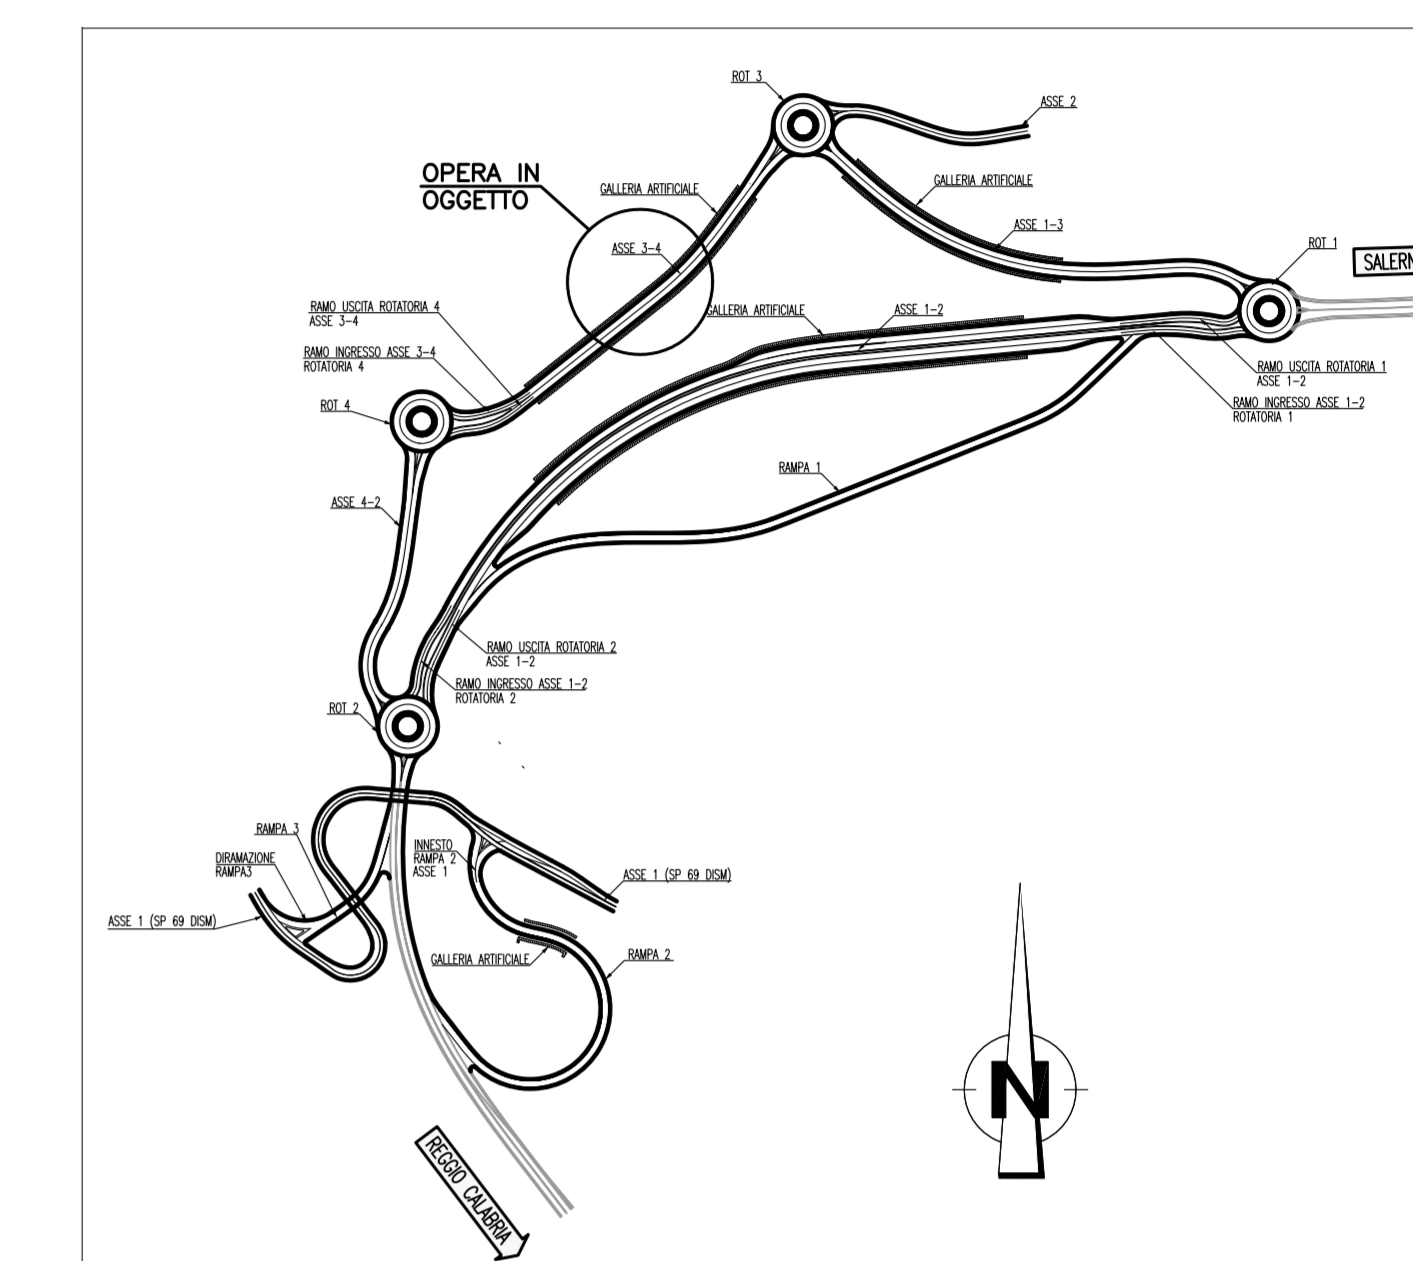 ROT 3
ASSE 2
OPERA IN
OGGETTO
GALLERIA ARTIFICIALE
GALLERIA ARTIFICIALE
ASSE 1-3
ASSE 3-4
ROT 1
SALERN
RAMO USCITA ROTATORIA 4
ASSE 3-4
GALLERIA ARTIFICIALE
ASSE 1-2
RAMO INGRESSO ASSE 3-4
ROTATORIA 4
RAMO USCITA ROTATORIA 1
ASSE 1-2
ROT 4
RAMO INGRESSO ASSE 1-2
ROTATORIA 1
RAMPA 1
ASSE 4-2
RAMO USCITA ROTATORIA 2
ASSE 1-2
RAMO INGRESSO ASSE 1-2
ROTATORIA 2
ROT 2
RAMPA 3
INNESTO
RAMPA 2
ASSE 1
DIRAMAZIONE
RAMPA3
ASSE 1 (SP 69 DISM)
ASSE 1 (SP 69 DISM)
GALLERIA ARTIFICIALE
RAMPA 2
N
REGGIO CALABRIA